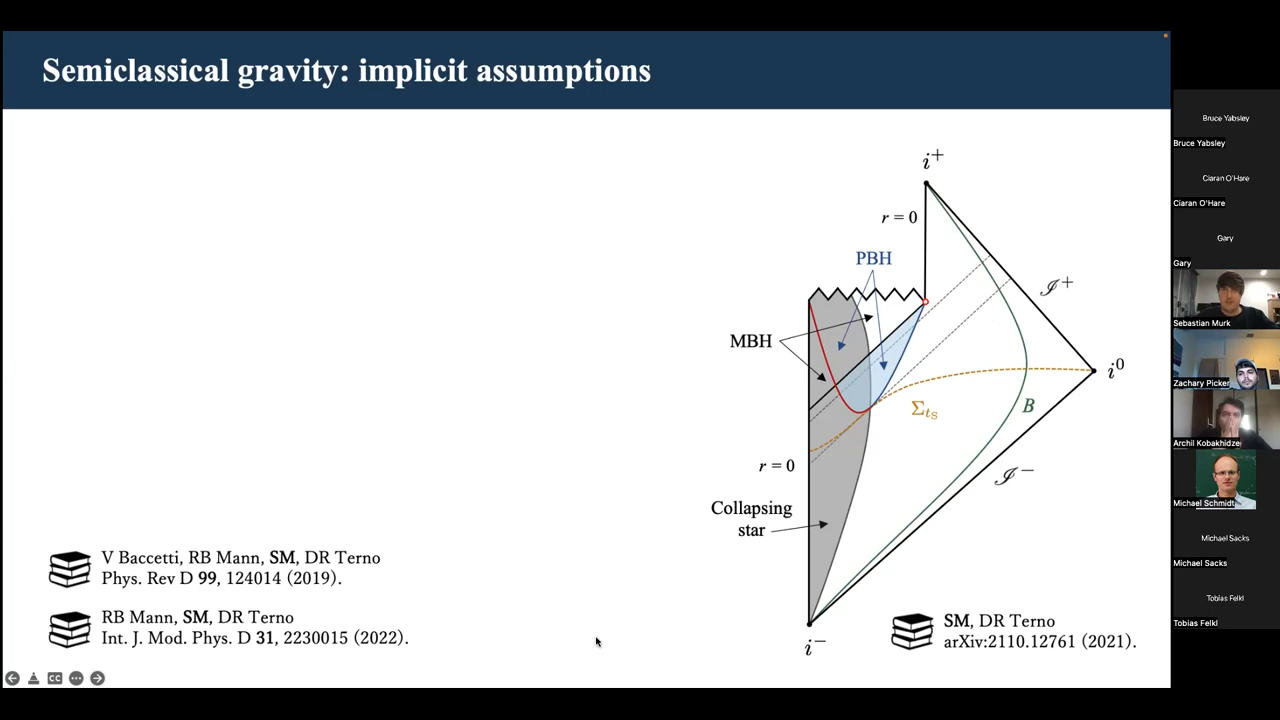 Semiclassical gravity: implicit assumptions
i⁺
r = 0
PBH
ℐ⁺
MBH
i⁰
Σtₛ
B
r = 0
ℐ⁻
Collapsing
star
i⁻
V Baccetti, RB Mann, SM, DR Terno
Phys. Rev D 99, 124014 (2019).
RB Mann, SM, DR Terno
Int. J. Mod. Phys. D 31, 2230015 (2022).
SM, DR Terno
arXiv:2110.12761 (2021).
CC
Bruce Yabsley
Bruce Yabsley
Ciaran O'Hare
Ciaran O'Hare
Gary
Gary
Sebastian Murk
Zachary Picker
Archil Kobakhidze
Michael Schmidt
Michael Sacks
Michael Sacks
Tobias Felkl
Tobias Felkl